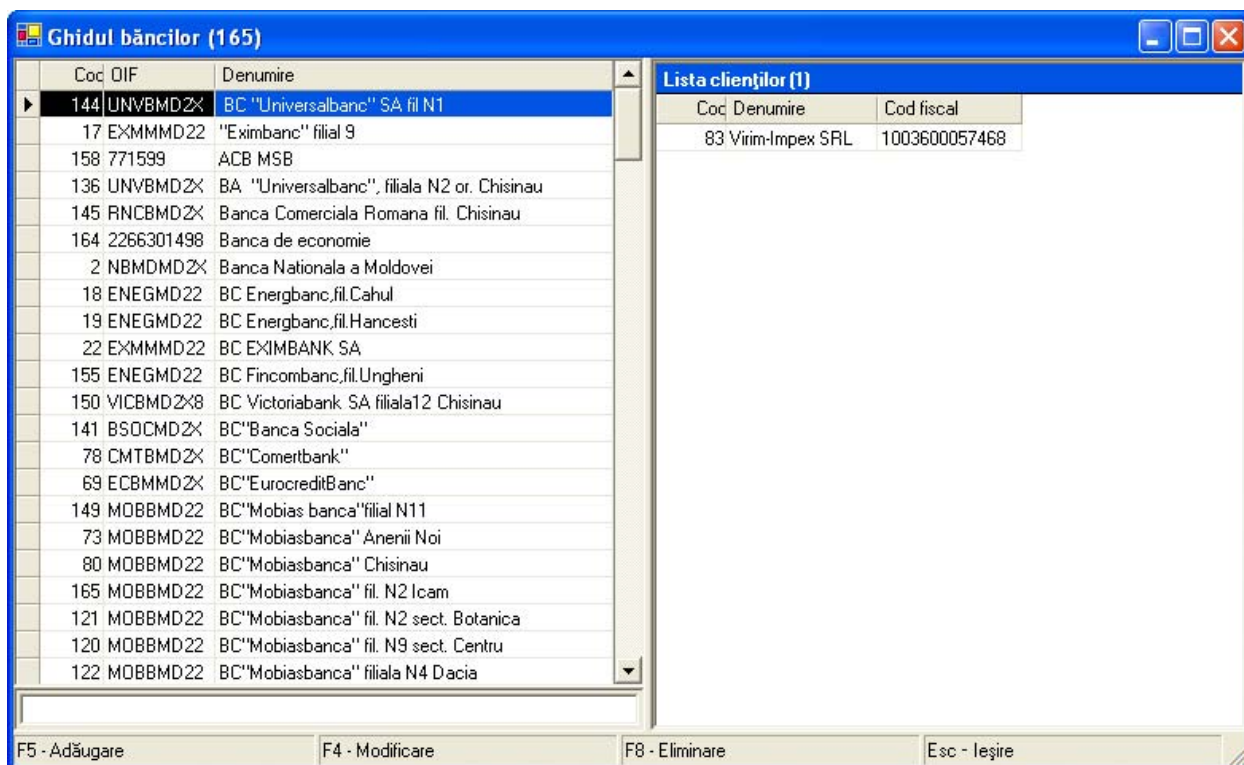 Ghidul băncilor (165)
Cod OIF Denumire
144 UNVBMD2X BC "Universalbanc" SA fil N1
17 EXMMMD22 "Eximbanc" filial 9
158 771599 ACB MSB
136 UNVBMD2X BA "Universalbanc", filiala N2 or. Chisinau
145 RNCBMD2X Banca Comerciala Romana fil. Chisinau
164 2266301498 Banca de economie
2 NBMDMD2X Banca Nationala a Moldovei
18 ENEGMD22 BC Energbanc,fil.Cahul
19 ENEGMD22 BC Energbanc,fil.Hancesti
22 EXMMMD22 BC EXIMBANK SA
155 ENEGMD22 BC Fincombanc,fil.Ungheni
150 VICBMD2X8 BC Victoriabank SA filiala12 Chisinau
141 BSOCMD2X BC"Banca Sociala"
78 CMTBMD2X BC"Comertbank"
69 ECBMMD2X BC"EurocreditBanc"
149 MOBBMD22 BC"Mobias banca"filial N11
73 MOBBMD22 BC"Mobiasbanca" Anenii Noi
80 MOBBMD22 BC"Mobiasbanca" Chisinau
165 MOBBMD22 BC"Mobiasbanca" fil. N2 Icam
121 MOBBMD22 BC"Mobiasbanca" fil. N2 sect. Botanica
120 MOBBMD22 BC"Mobiasbanca" fil. N9 sect. Centru
122 MOBBMD22 BC"Mobiasbanca" filiala N4 Dacia
Lista clienţilor (1)
Cod Denumire Cod fiscal
83 Virim-Impex SRL 1003600057468
F5 - Adăugare F4 - Modificare F8 - Eliminare Esc - Ieşire